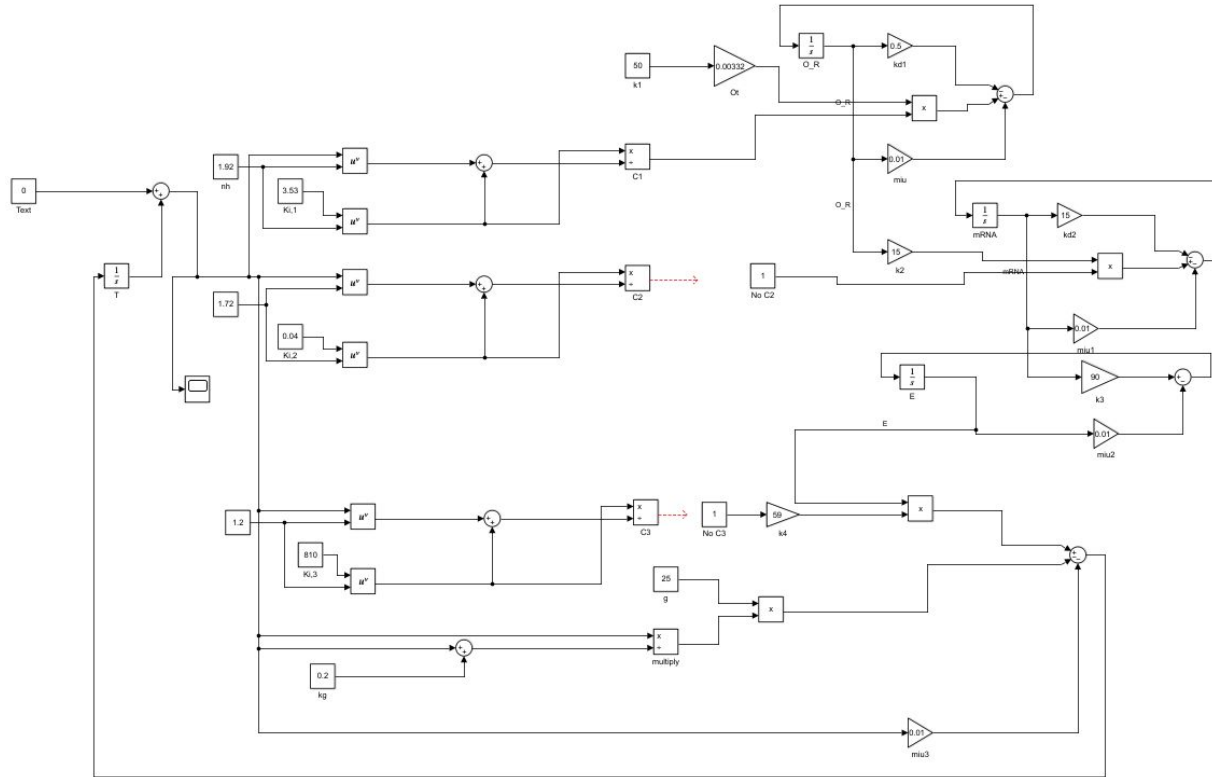 1
s
O_R
0.5
kd1
50
k1
0.00332
Ot
O_R
x
1.92
nh
u^v
3.53
Ki,1
u^v
+
+
x
÷
C1
0.01
miu
0
Text
+
+
1
s
T
O_R
1
s
mRNA
15
kd2
15
k2
mRNA
x
1
No C2
u^v
1.72
0.04
Ki,2
u^v
+
+
x
÷
C2
0.01
miu1
1
s
E
90
k3
+
−
E
0.01
miu2
1.2
u^v
810
Ki,3
u^v
+
+
x
÷
C3
1
No C3
59
k4
x
25
g
x
+
−
−
0.2
kg
+
+
x
÷
multiply
0.01
miu3